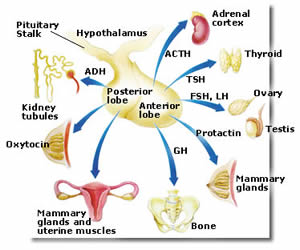 Adrenal
cortex
Pituitary
Stalk
Hypothalamus
ACTH
Thyroid
TSH
ADH
FSH, LH
Ovary
Kidney
tubules
Posterior
lobe
Anterior
lobe
Testis
Protactin
Oxytocin
GH
Mammary
glands
Mammary
glands and
uterine muscles
Bone